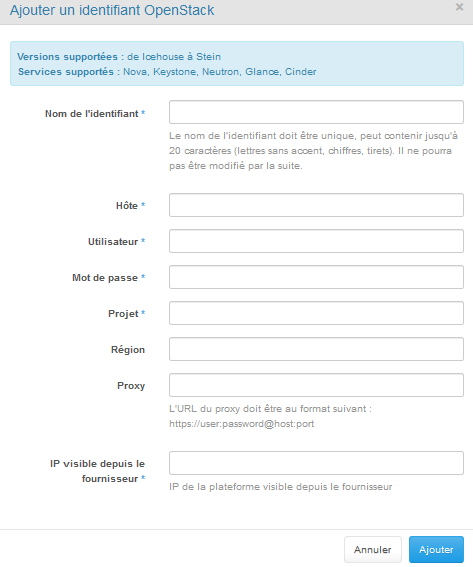 Ajouter un identifiant OpenStack
×
Versions supportées : de Icehouse à Stein
Services supportés : Nova, Keystone, Neutron, Glance, Cinder
Nom de l'identifiant *
Le nom de l'identifiant doit être unique, peut contenir jusqu'à
20 caractères (lettres sans accent, chiffres, tirets). Il ne pourra
pas être modifié par la suite.
Hôte *
Utilisateur *
Mot de passe *
Projet *
Région
Proxy
L'URL du proxy doit être au format suivant :
https://user:password@host:port
IP visible depuis le
fournisseur *
IP de la plateforme visible depuis le fournisseur
Annuler
Ajouter